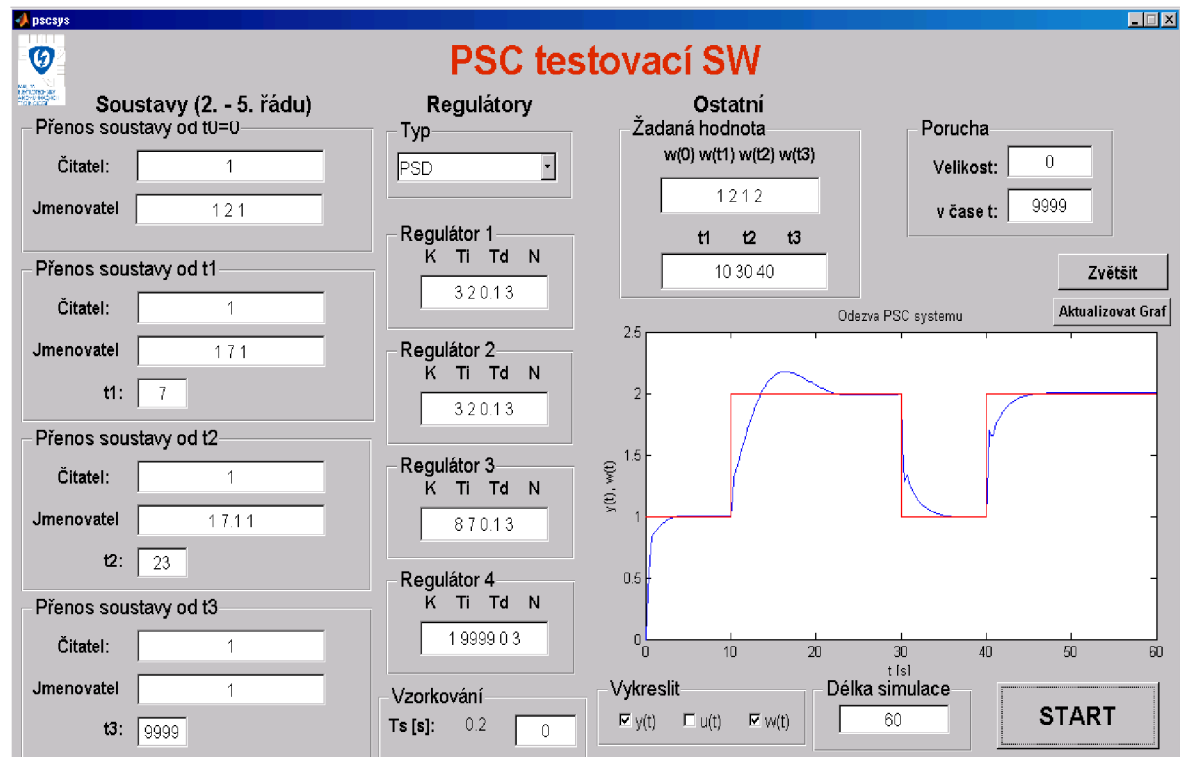 pscsys
PSC testovací SW
Soustavy (2. - 5. řádu)
Přenos soustavy od t0=0
Čitatel:
1
Jmenovatel
1 2 1
Přenos soustavy od t1
Čitatel:
1
Jmenovatel
1 7 1
t1:
7
Přenos soustavy od t2
Čitatel:
1
Jmenovatel
1 7.1 1
t2:
23
Přenos soustavy od t3
Čitatel:
1
Jmenovatel
1
t3:
9999
Regulátory
Typ
PSD
Regulátor 1
K Ti Td N
3 2 0.1 3
Regulátor 2
K Ti Td N
3 2 0.1 3
Regulátor 3
K Ti Td N
8 7 0.1 3
Regulátor 4
K Ti Td N
1 9999 0 3
Vzorkování
Ts [s]: 0.2
0
Ostatní
Žadaná hodnota
w(0) w(t1) w(t2) w(t3)
1 2 1 2
t1 t2 t3
10 30 40
Porucha
Velikost:
0
v čase t:
9999
Zvětšit
Aktualizovat Graf
Odezva PSC systemu
2.5
2
1.5
1
0.5
0
y(t), w(t)
0 10 20 30 40 50 60
t [s]
Vykreslit
y(t) u(t) w(t)
Délka simulace
60
START